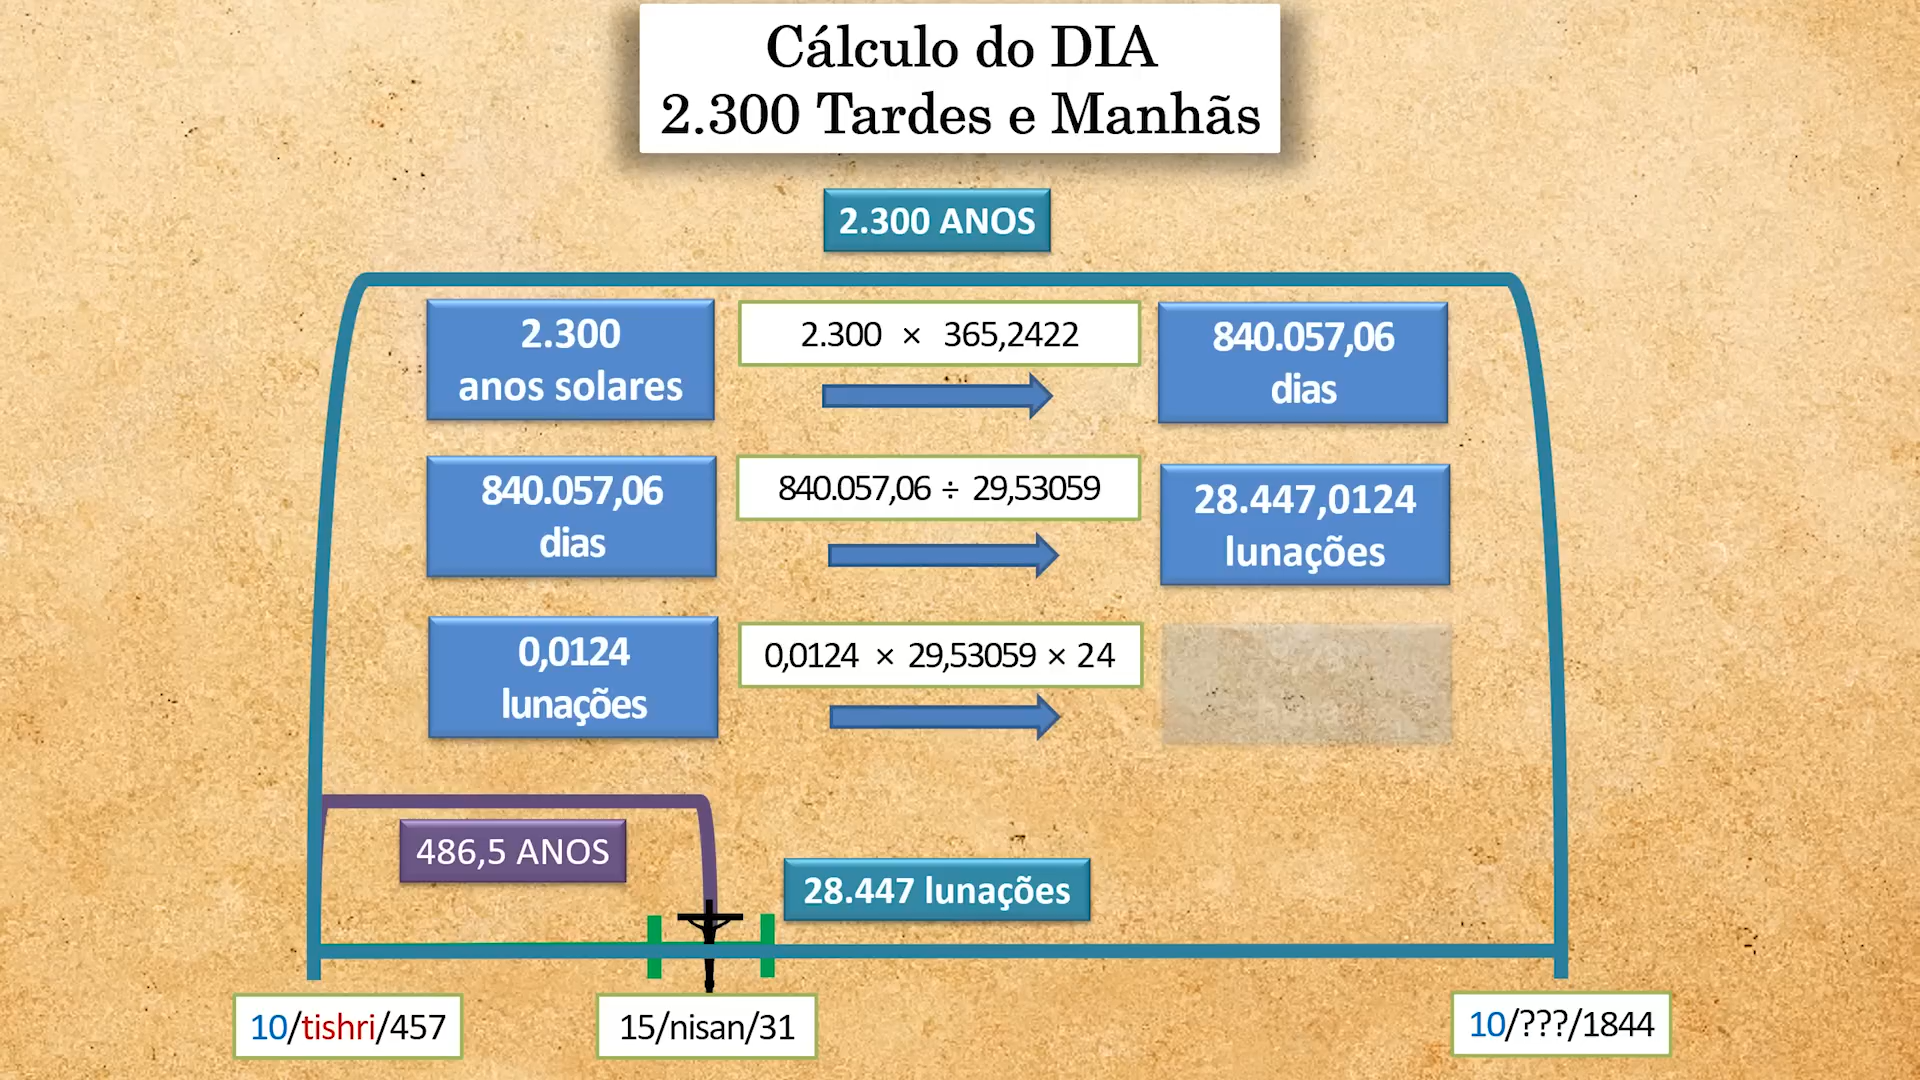 Cálculo do DIA
2.300 Tardes e Manhãs
2.300 ANOS
2.300
anos solares
2.300 × 365,2422
840.057,06
dias
840.057,06
dias
840.057,06 ÷ 29,53059
28.447,0124
lunações
0,0124
lunações
0,0124 × 29,53059 × 24
486,5 ANOS
28.447 lunações
10/tishri/457
15/nisan/31
10/???/1844